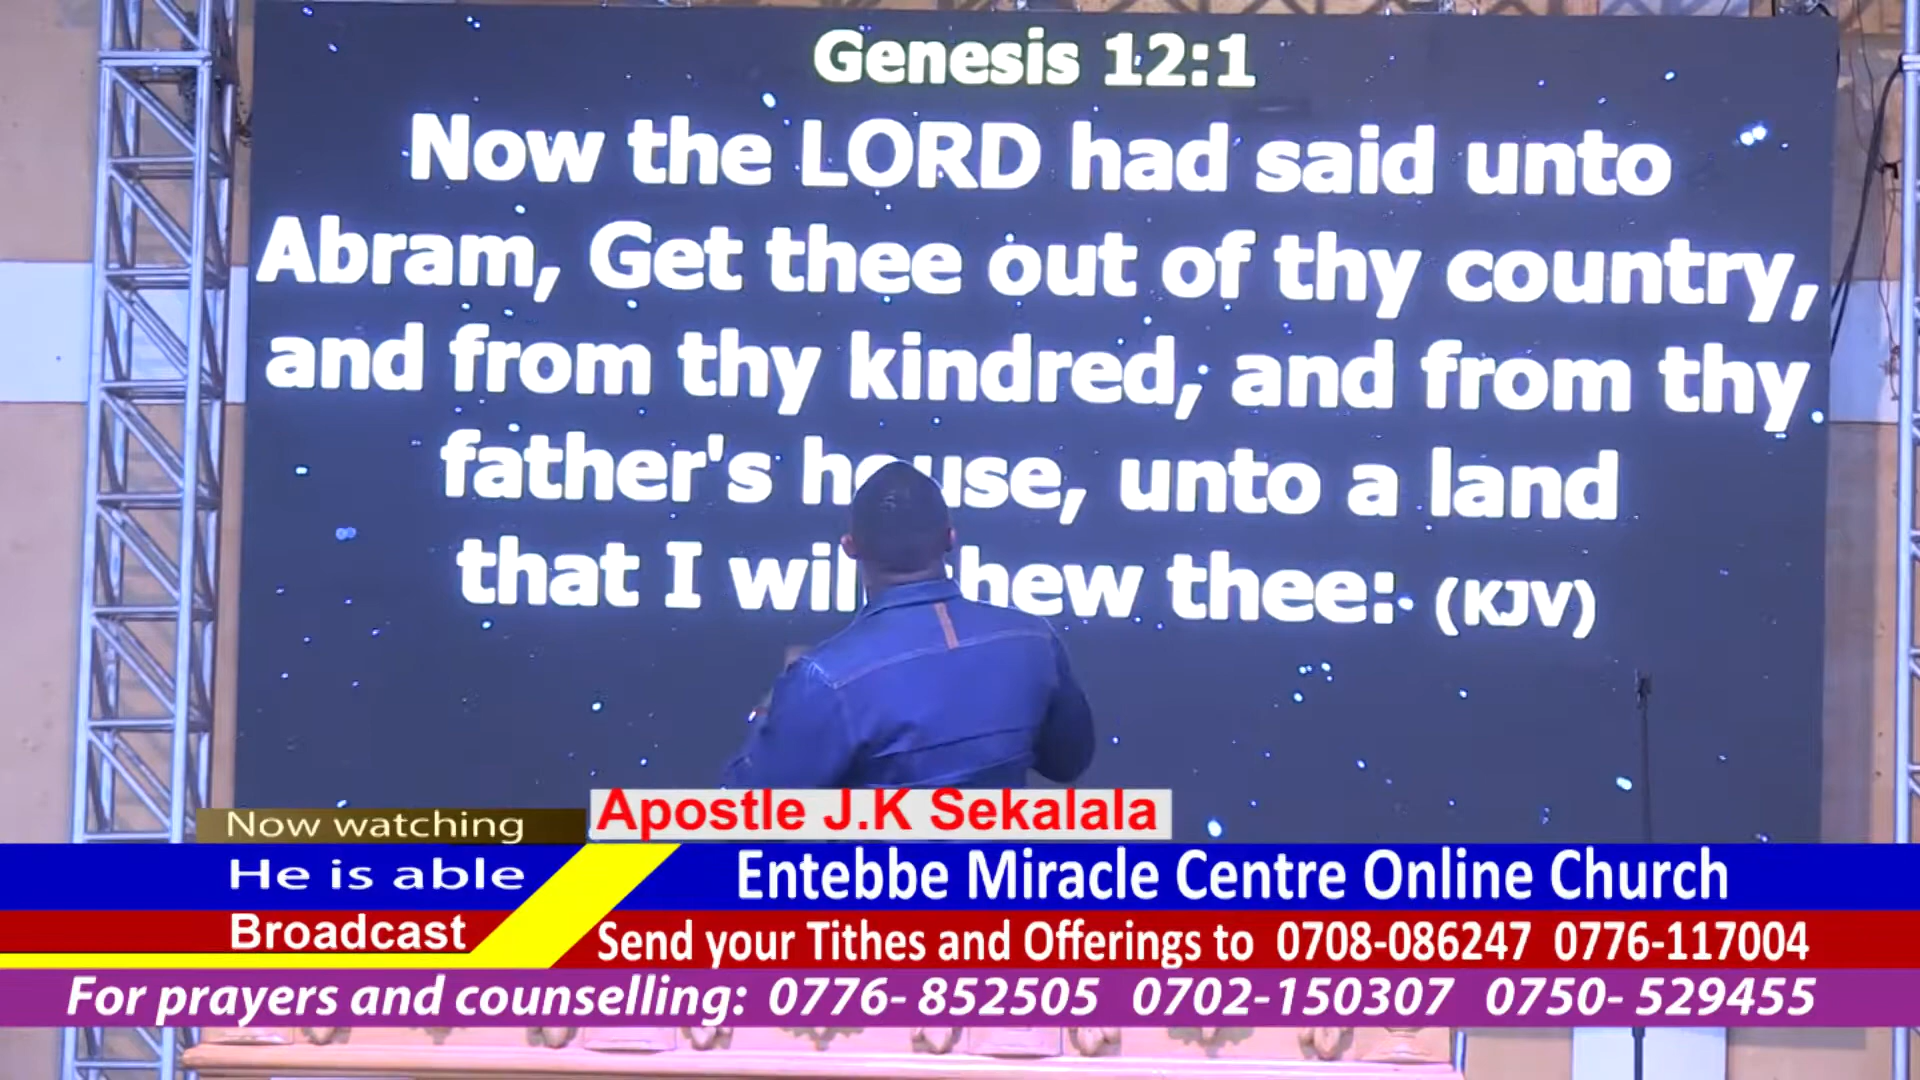 Genesis 12:1
Now the LORD had said unto
Abram, Get thee out of thy country,
and from thy kindred, and from thy
father's house, unto a land
that I will shew thee: (KJV)
Apostle J.K Sekalala
Now watching
He is able
Entebbe Miracle Centre Online Church
Broadcast
Send your Tithes and Offerings to 0708-086247 0776-117004
For prayers and counselling: 0776- 852505 0702-150307 0750- 529455